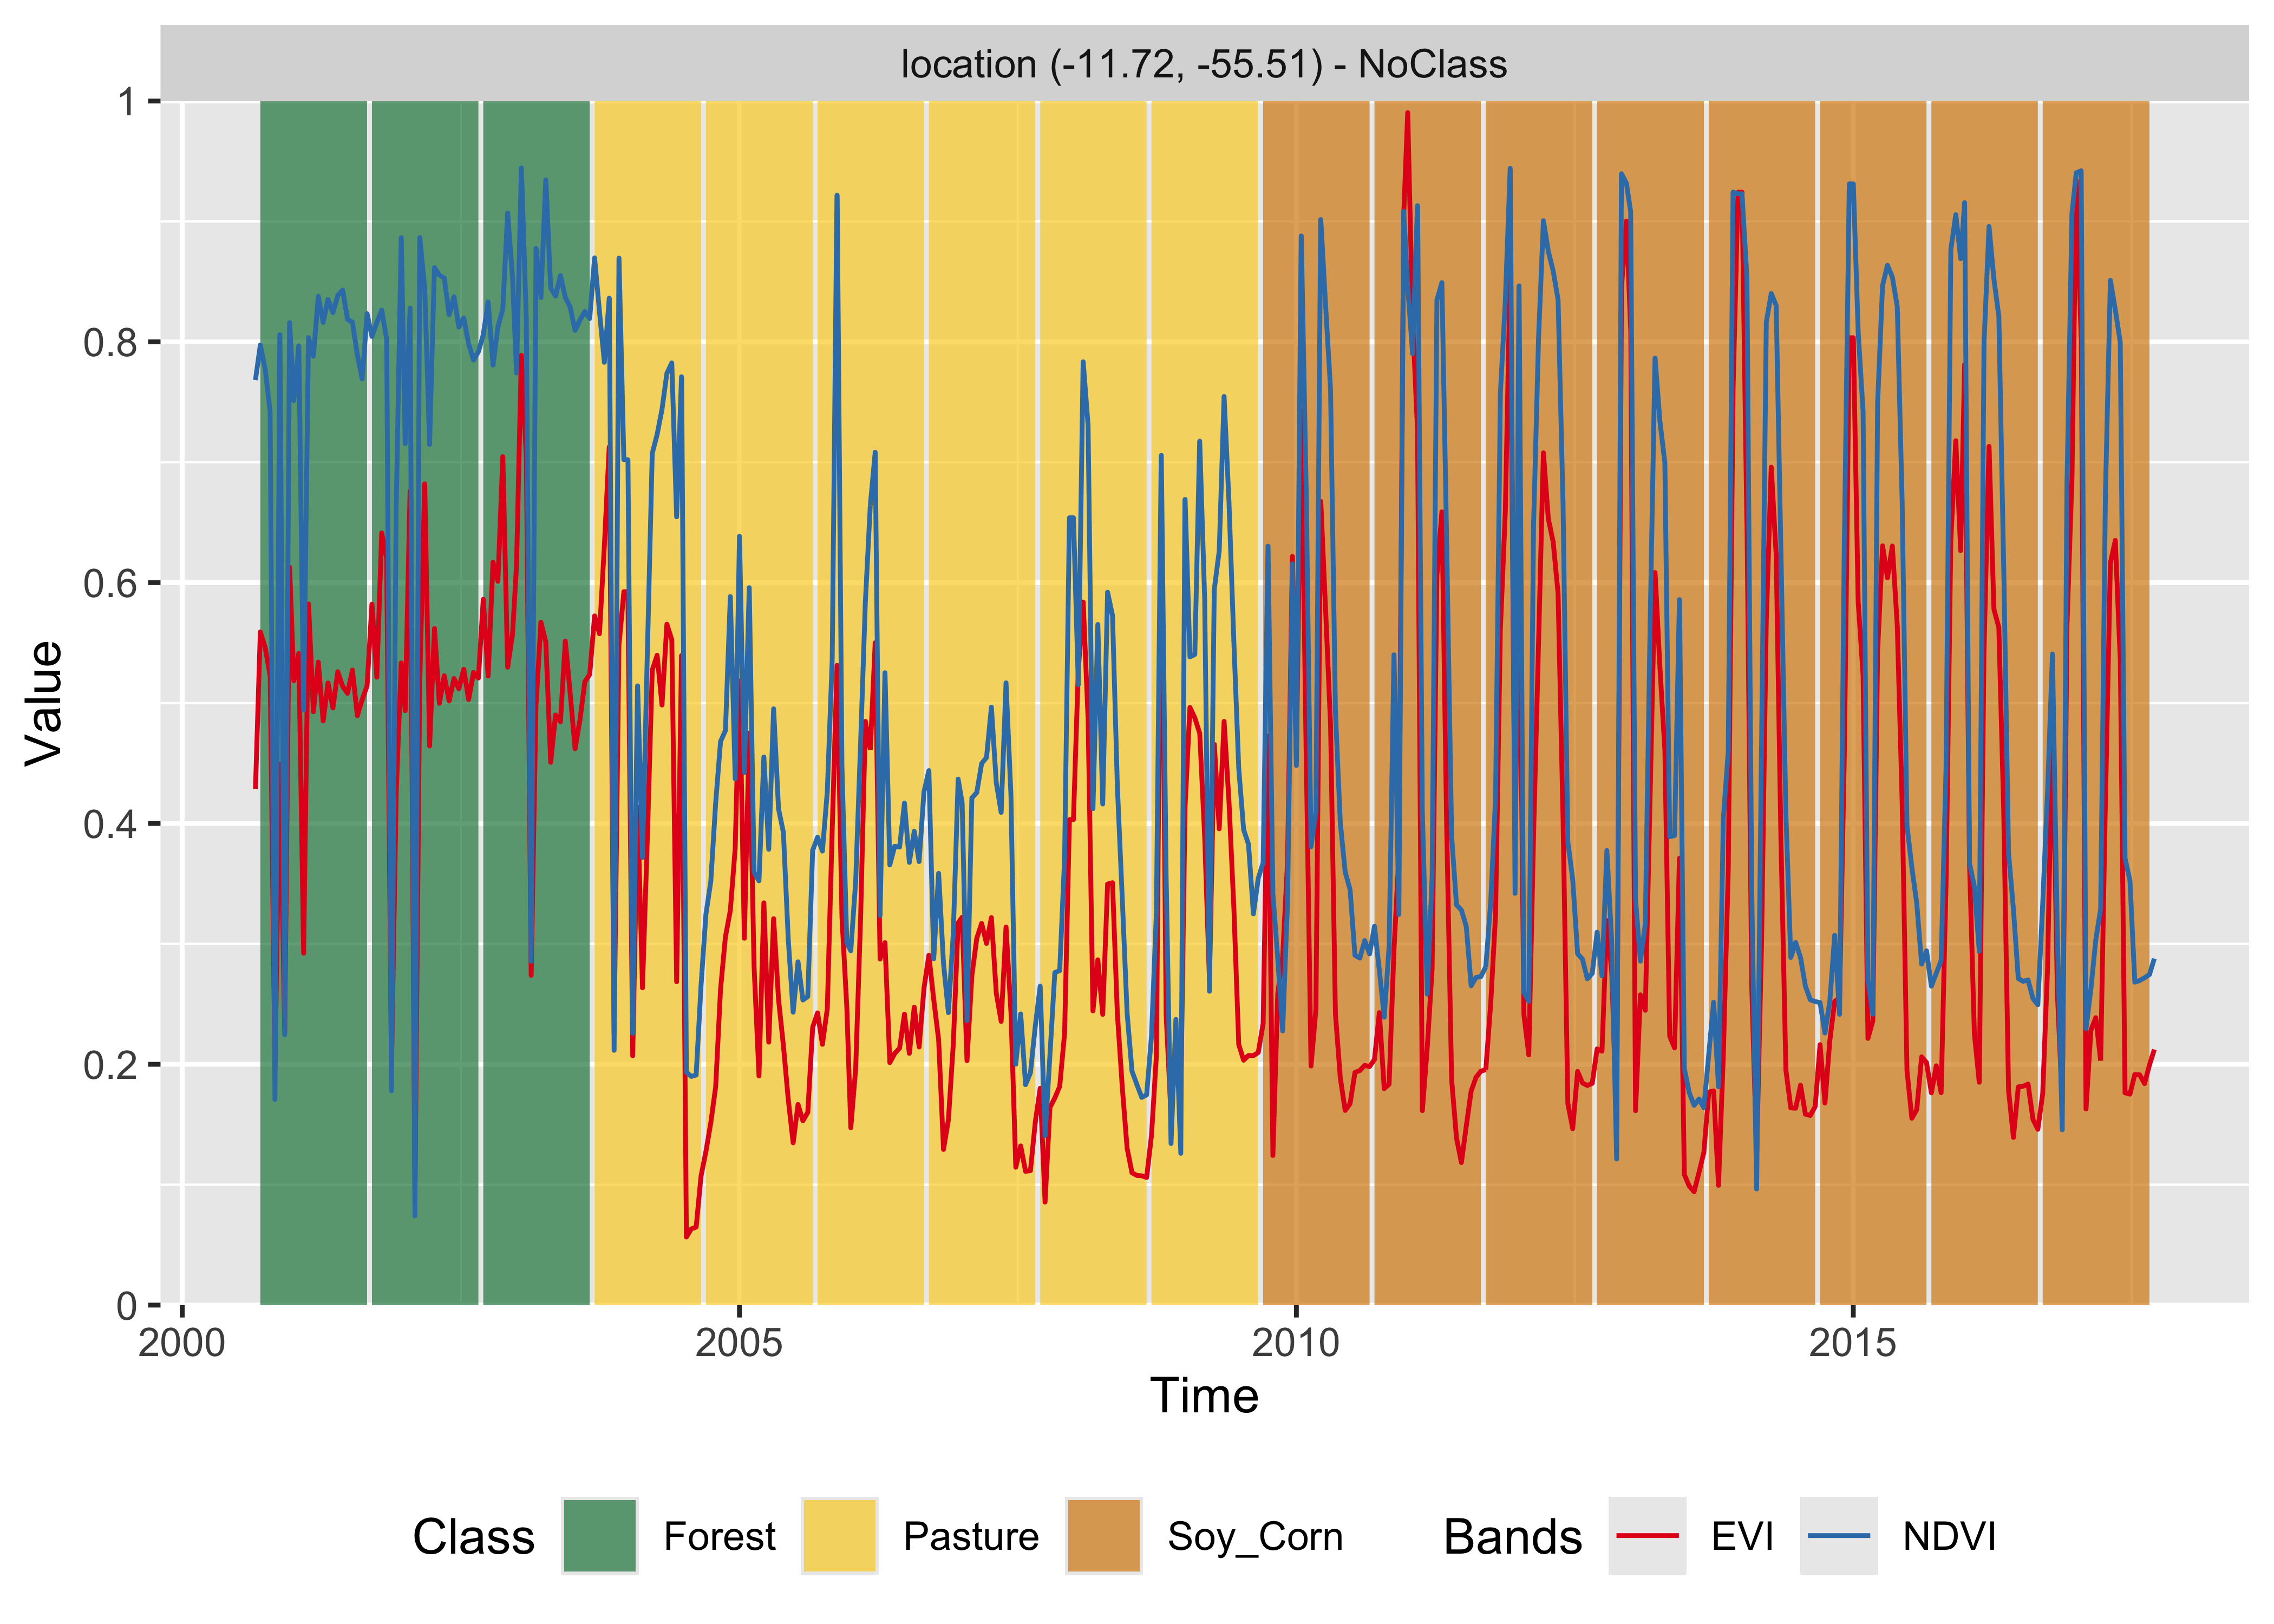 location (-11.72, -55.51) - NoClass
1
0.8
0.6
0.4
0.2
0
Value
2000 2005 2010 2015
Time
Class Forest Pasture Soy_Corn Bands EVI NDVI